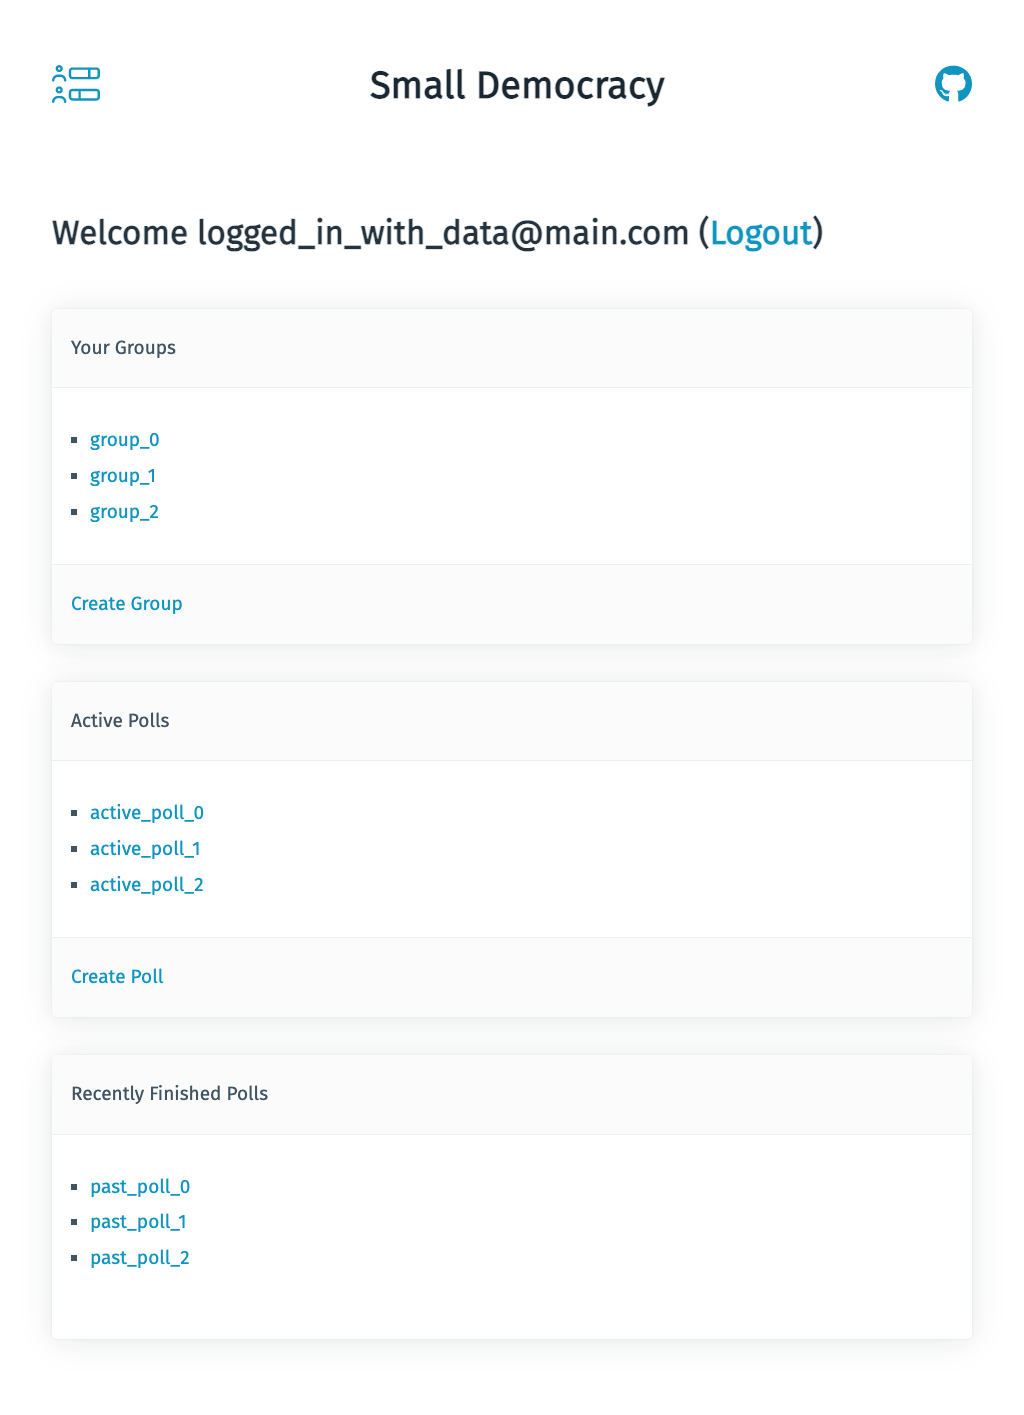 Small Democracy
Welcome logged_in_with_data@main.com (Logout)
Your Groups
group_0
group_1
group_2
Create Group
Active Polls
active_poll_0
active_poll_1
active_poll_2
Create Poll
Recently Finished Polls
past_poll_0
past_poll_1
past_poll_2